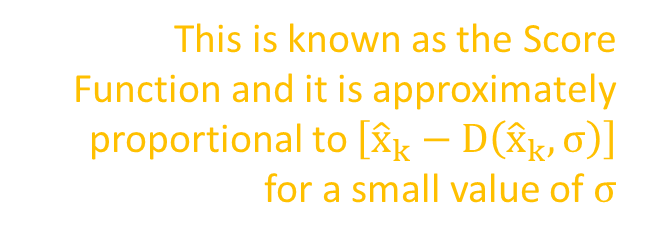 This is known as the Score
Function and it is approximately
proportional to [x̂ₖ − D(x̂ₖ, σ)]
for a small value of σ